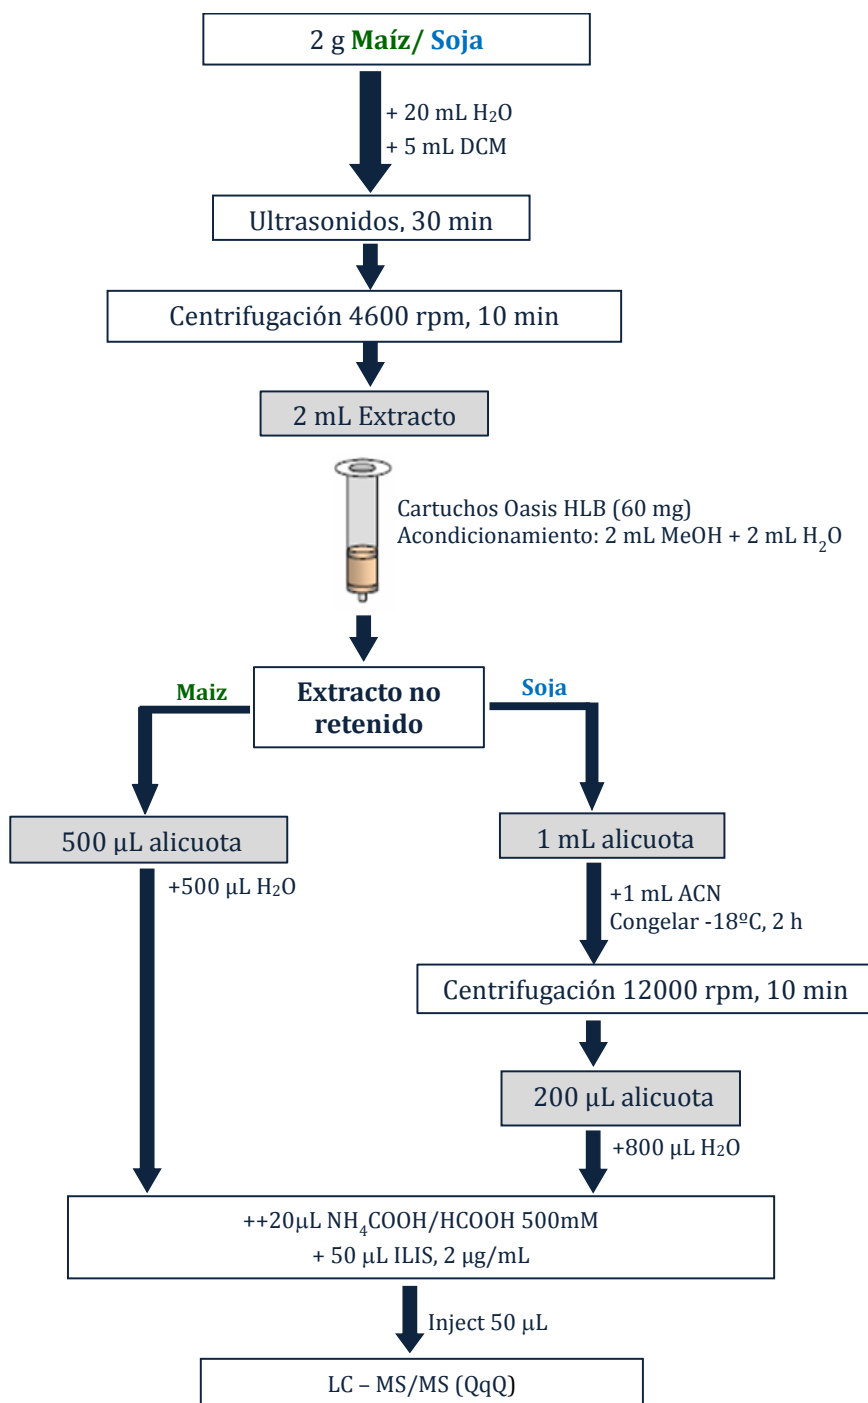 2 g Maíz/ Soja
+ 20 mL H₂O
+ 5 mL DCM
Ultrasonidos, 30 min
Centrifugación 4600 rpm, 10 min
2 mL Extracto
Cartuchos Oasis HLB (60 mg)
Acondicionamiento: 2 mL MeOH + 2 mL H₂O
Extracto no
retenido
Maiz
Soja
500 µL alicuota
+500 µL H₂O
1 mL alicuota
+1 mL ACN
Congelar -18ºC, 2 h
Centrifugación 12000 rpm, 10 min
200 µL alicuota
+800 µL H₂O
++20µL NH₄COOH/HCOOH 500mM
+ 50 µL ILIS, 2 µg/mL
Inject 50 µL
LC – MS/MS (QqQ)